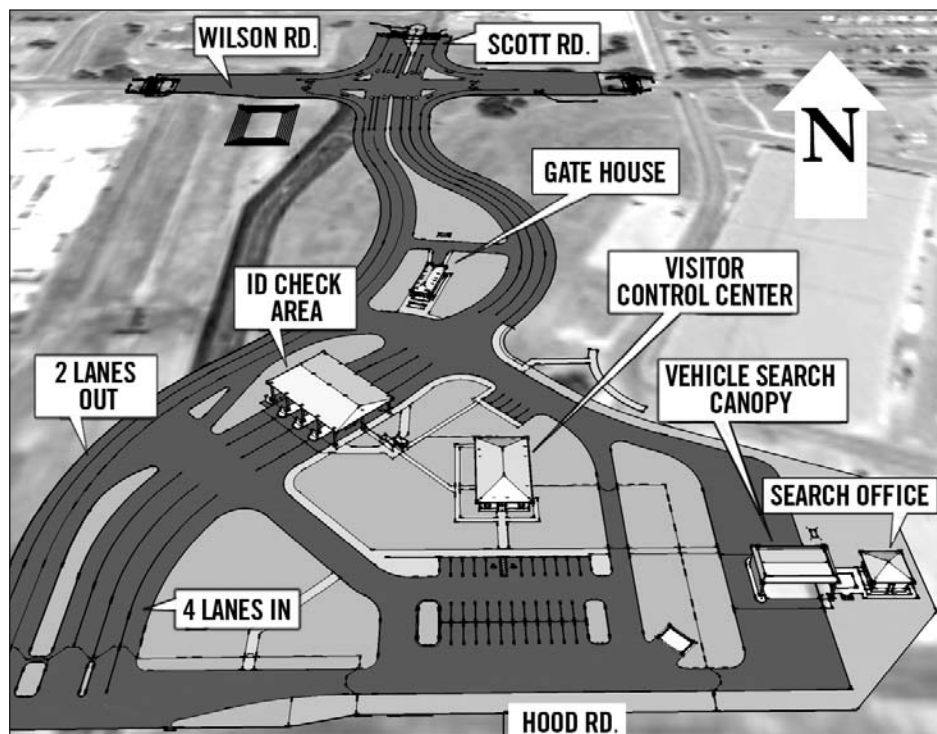 WILSON RD.
SCOTT RD.
N
GATE HOUSE
VISITOR
CONTROL CENTER
ID CHECK
AREA
2 LANES
OUT
VEHICLE SEARCH
CANOPY
SEARCH OFFICE
4 LANES IN
HOOD RD.